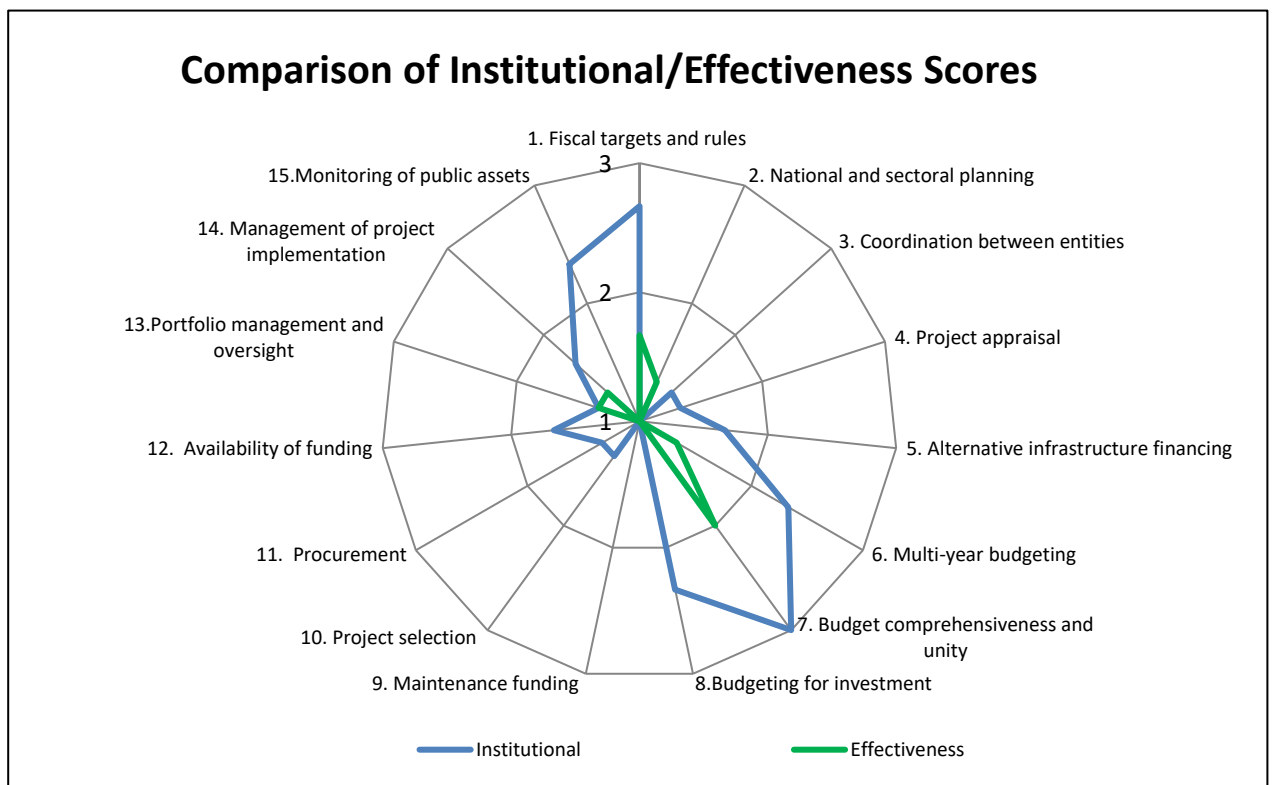 Comparison of Institutional/Effectiveness Scores
1. Fiscal targets and rules
3
15.Monitoring of public assets
2. National and sectoral planning
14. Management of project
implementation
3. Coordination between entities
2
13.Portfolio management and
oversight
4. Project appraisal
1
12.  Availability of funding
5. Alternative infrastructure financing
11.  Procurement
6. Multi-year budgeting
10. Project selection
7. Budget comprehensiveness and
unity
9. Maintenance funding
8.Budgeting for investment
Institutional
Effectiveness